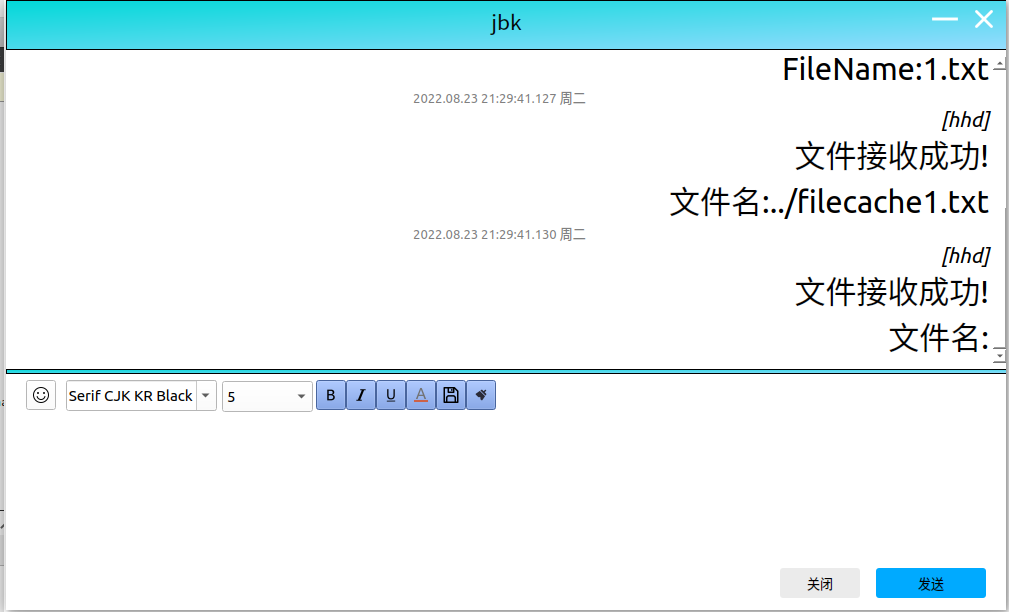 jbk
FileName:1.txt
2022.08.23 21:29:41.127 周二
[hhd]
文件接收成功!
文件名:../filecache1.txt
2022.08.23 21:29:41.130 周二
[hhd]
文件接收成功!
文件名:
Serif CJK KR Black 5 B I U A
关闭 发送